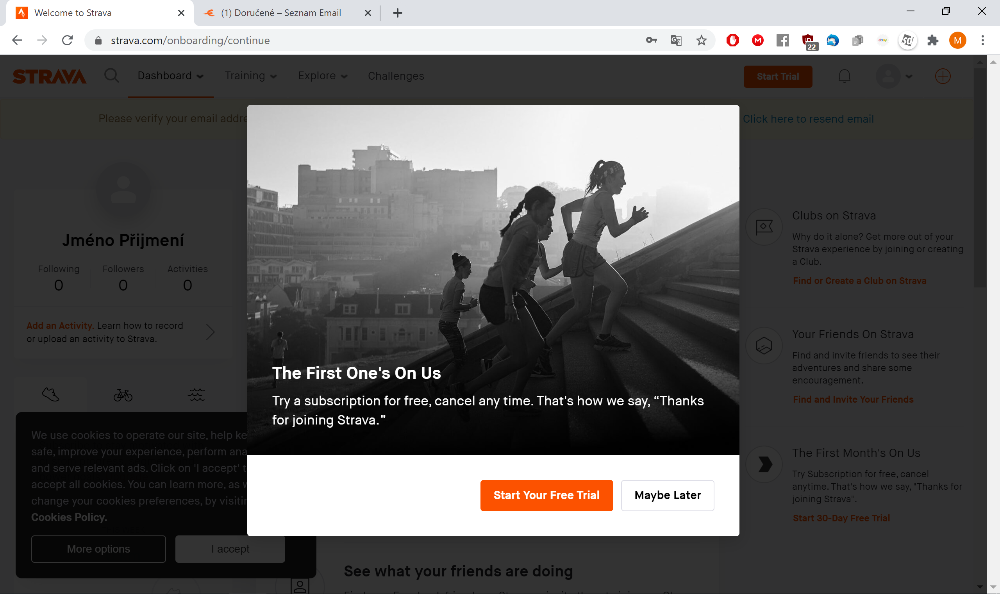 Welcome to Strava
(1) Doručené – Seznam Email
strava.com/onboarding/continue
22
ebay
M
STRAVA
Dashboard
Training
Explore
Challenges
Start Trial
Please verify your email addre
Click here to resend email
Jméno Přijmení
Following
Followers
Activities
0
0
0
Add an Activity. Learn how to record
or upload an activity to Strava.
We use cookies to operate our site, help ke
safe, improve your experience, perform ana
and serve relevant ads. Click on 'I accept' t
accept all cookies. You can learn more, as w
change your cookies preferences, by visitin
Cookies Policy.
More options
I accept
The First One's On Us
Try a subscription for free, cancel any time. That's how we say, “Thanks
for joining Strava.”
Start Your Free Trial
Maybe Later
See what your friends are doing
Clubs on Strava
Why do it alone? Get more out of your
Strava experience by joining or creating
a Club.
Find or Create a Club on Strava
Your Friends On Strava
Find and invite friends to see their
adventures and share some
encouragement.
Find and Invite Your Friends
The First Month's On Us
Try Subscription for free, cancel
anytime. That's how we say, "Thanks for
joining Strava".
Start 30-Day Free Trial